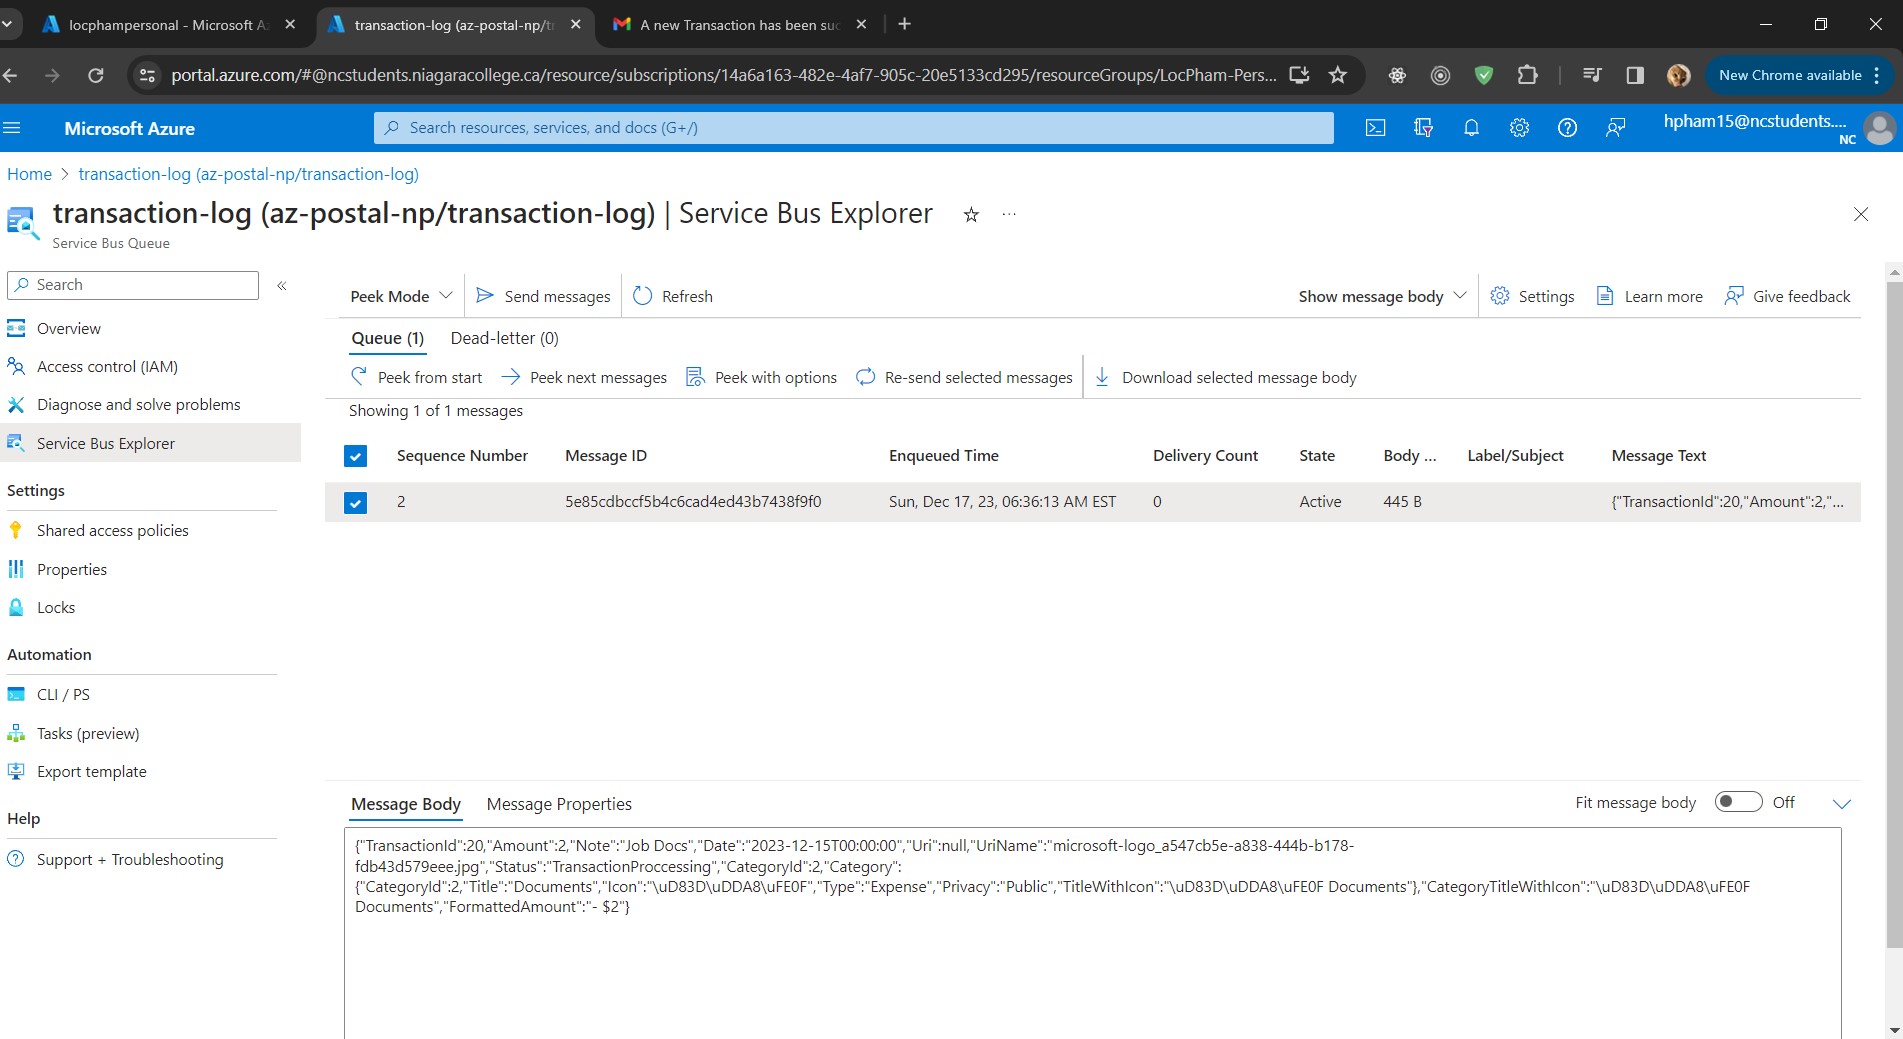 locphampersonal - Microsoft A
transaction-log (az-postal-np/tr
A new Transaction has been suc
portal.azure.com/#@ncstudents.niagaracollege.ca/resource/subscriptions/14a6a163-482e-4af7-905c-20e5133cd295/resourceGroups/LocPham-Pers...
New Chrome available
Microsoft Azure
Search resources, services, and docs (G+/)
hpham15@ncstudents....
NC
Home > transaction-log (az-postal-np/transaction-log)
transaction-log (az-postal-np/transaction-log) | Service Bus Explorer
Service Bus Queue
Search
Overview
Access control (IAM)
Diagnose and solve problems
Service Bus Explorer
Settings
Shared access policies
Properties
Locks
Automation
CLI / PS
Tasks (preview)
Export template
Help
Support + Troubleshooting
Peek Mode Send messages Refresh Show message body Settings Learn more Give feedback
Queue (1) Dead-letter (0)
Peek from start Peek next messages Peek with options Re-send selected messages Download selected message body
Showing 1 of 1 messages
Sequence Number Message ID Enqueued Time Delivery Count State Body ... Label/Subject Message Text
2 5e85cdbccf5b4c6cad4ed43b7438f9f0 Sun, Dec 17, 23, 06:36:13 AM EST 0 Active 445 B {"TransactionId":20,"Amount":2,"...
Message Body Message Properties Fit message body Off
{"TransactionId":20,"Amount":2,"Note":"Job Docs","Date":"2023-12-15T00:00:00","Uri":null,"UriName":"microsoft-logo_a547cb5e-a838-444b-b178-
fdb43d579eee.jpg","Status":"TransactionProccessing","CategoryId":2,"Category":
{"CategoryId":2,"Title":"Documents","Icon":"\uD83D\uDDA8\uFE0F","Type":"Expense","Privacy":"Public","TitleWithIcon":"\uD83D\uDDA8\uFE0F Documents"},"CategoryTitleWithIcon":"\uD83D\uDDA8\uFE0F
Documents","FormattedAmount":"- $2"}